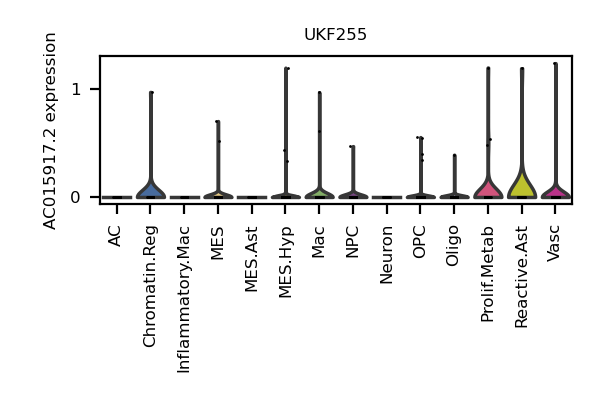 UKF255
AC015917.2 expression
1
0
AC
Chromatin.Reg
Inflammatory.Mac
MES
MES.Ast
MES.Hyp
Mac
NPC
Neuron
OPC
Oligo
Prolif.Metab
Reactive.Ast
Vasc